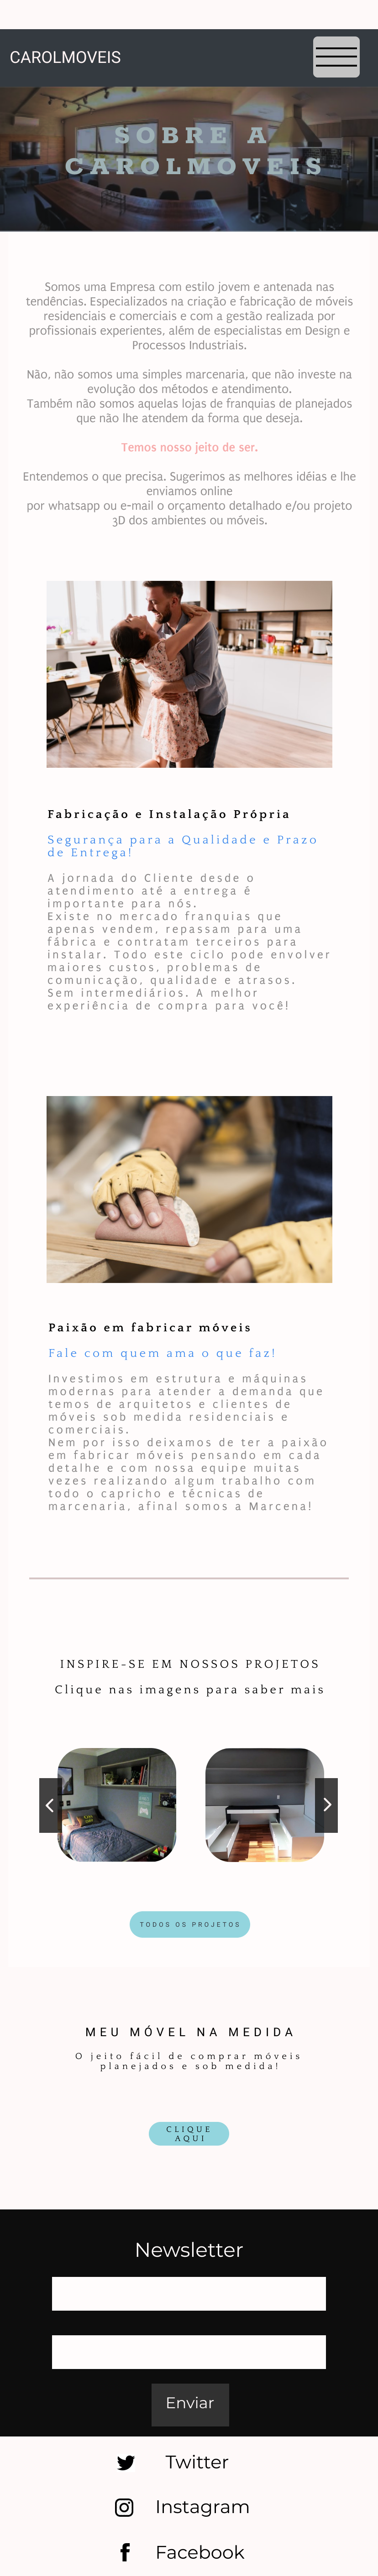 CAROLMOVEIS
SOBRE A
CAROLMOVEIS
Somos uma Empresa com estilo jovem e antenada nas
tendências. Especializados na criação e fabricação de móveis
residenciais e comerciais e com a gestão realizada por
profissionais experientes, além de especialistas em Design e
Processos Industriais.
Não, não somos uma simples marcenaria, que não investe na
evolução dos métodos e atendimento.
Também não somos aquelas lojas de franquias de planejados
que não lhe atendem da forma que deseja.
Temos nosso jeito de ser.
Entendemos o que precisa. Sugerimos as melhores idéias e lhe
enviamos online
por whatsapp ou e-mail o orçamento detalhado e/ou projeto
3D dos ambientes ou móveis.
Fabricação e Instalação Própria
Segurança para a Qualidade e Prazo
de Entrega!
A jornada do Cliente desde o
atendimento até a entrega é
importante para nós.
Existe no mercado franquias que
apenas vendem, repassam para uma
fábrica e contratam terceiros para
instalar. Todo este ciclo pode envolver
maiores custos, problemas de
comunicação, qualidade e atrasos.
Sem intermediários. A melhor
experiência de compra para você!
Paixão em fabricar móveis
Fale com quem ama o que faz!
Investimos em estrutura e máquinas
modernas para atender a demanda que
temos de arquitetos e clientes de
móveis sob medida residenciais e
comerciais.
Nem por isso deixamos de ter a paixão
em fabricar móveis pensando em cada
detalhe e com nossa equipe muitas
vezes realizando algum trabalho com
todo o capricho e técnicas de
marcenaria, afinal somos a Marcena!
INSPIRE-SE EM NOSSOS PROJETOS
Clique nas imagens para saber mais
TODOS OS PROJETOS
MEU MÓVEL NA MEDIDA
O jeito fácil de comprar móveis
planejados e sob medida!
CLIQUE
AQUI
Newsletter
Enviar
Twitter
Instagram
Facebook